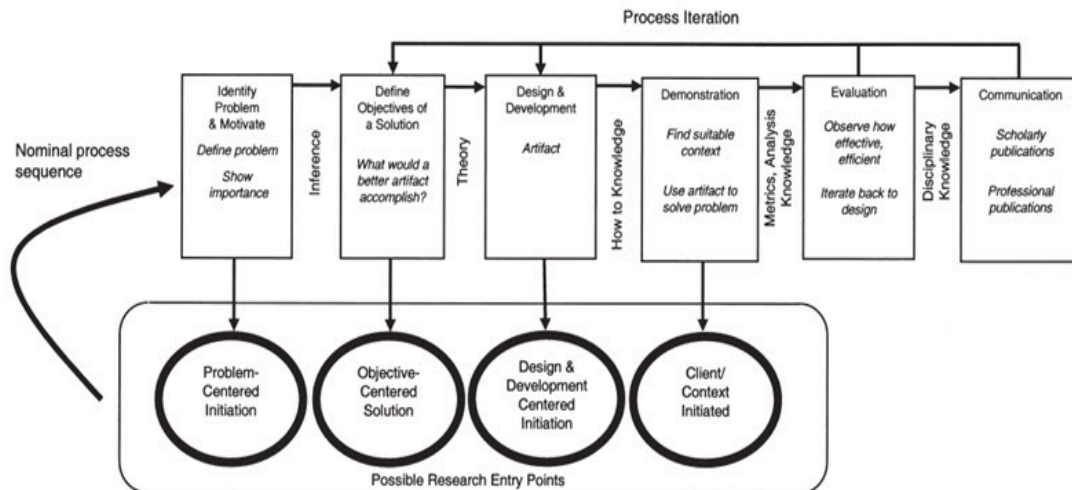 Process Iteration
Nominal process
sequence
Identify
Problem
& Motivate
Define problem
Show
importance
Inference
Define
Objectives of
a Solution
What would a
better artifact
accomplish?
Theory
Design &
Development
Artifact
How to Knowledge
Demonstration
Find suitable
context
Use artifact to
solve problem
Metrics, Analysis
Knowledge
Evaluation
Observe how
effective,
efficient
Iterate back to
design
Disciplinary
Knowledge
Communication
Scholarly
publications
Professional
publications
Problem-
Centered
Initiation
Objective-
Centered
Solution
Design &
Development
Centered
Initiation
Client/
Context
Initiated
Possible Research Entry Points